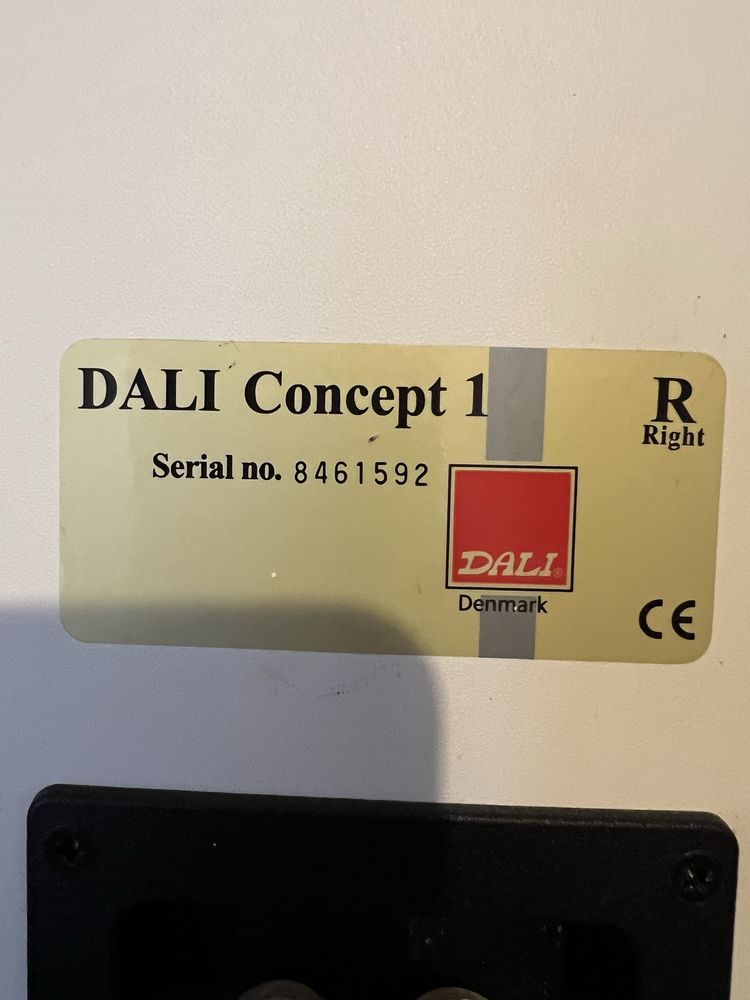 DALI Concept 1
R
Right
Serial no. 8461592
DALI®
Denmark
CE